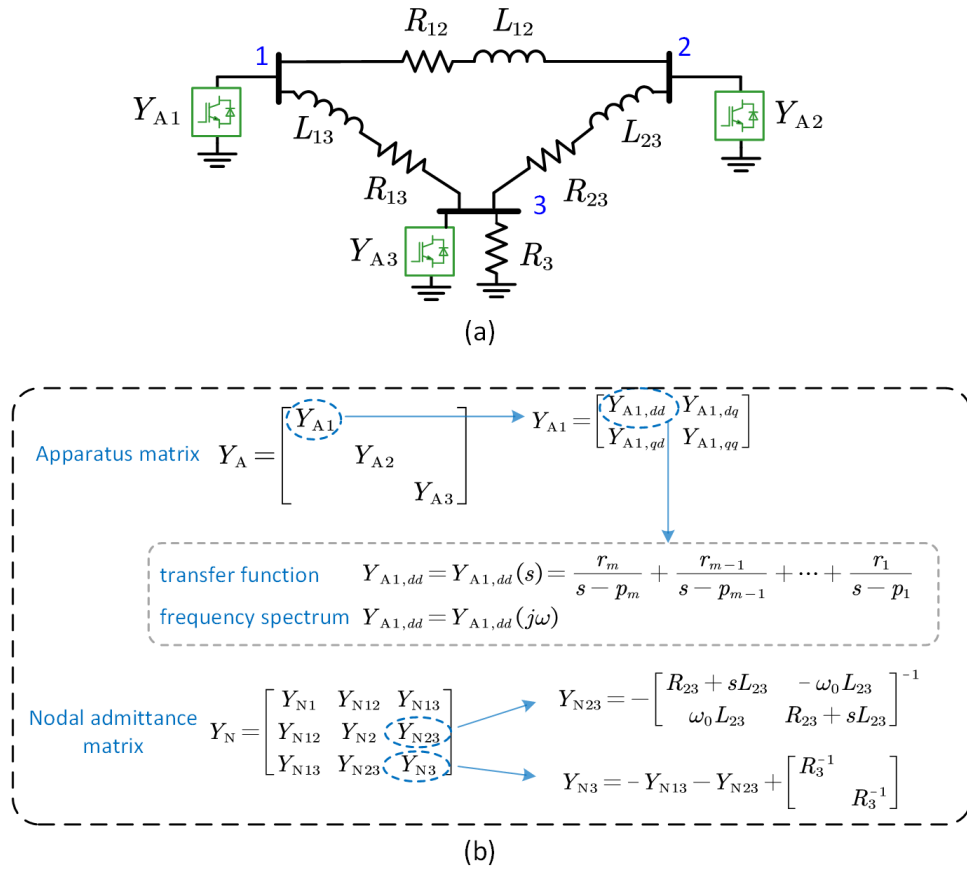 R12 L12
1
2
YA1
YA2
L13
L23
R13
R23
3
YA3
R3
(a)
Apparatus matrix YA = [YA1 YA2 YA3]
YA1 = [YA1,dd YA1,dq
YA1,qd YA1,qq]
transfer function YA1,dd = YA1,dd(s) = rm/(s − pm) + rm−1/(s − pm−1) + ··· + r1/(s − p1)
frequency spectrum YA1,dd = YA1,dd(jω)
Nodal admittance
matrix
YN = [YN1 YN12 YN13
YN12 YN2 YN23
YN13 YN23 YN3]
YN23 = −[R23 + sL23 −ω0L23
ω0L23 R23 + sL23]−1
YN3 = −YN13 − YN23 + [R3−1
R3−1]
(b)